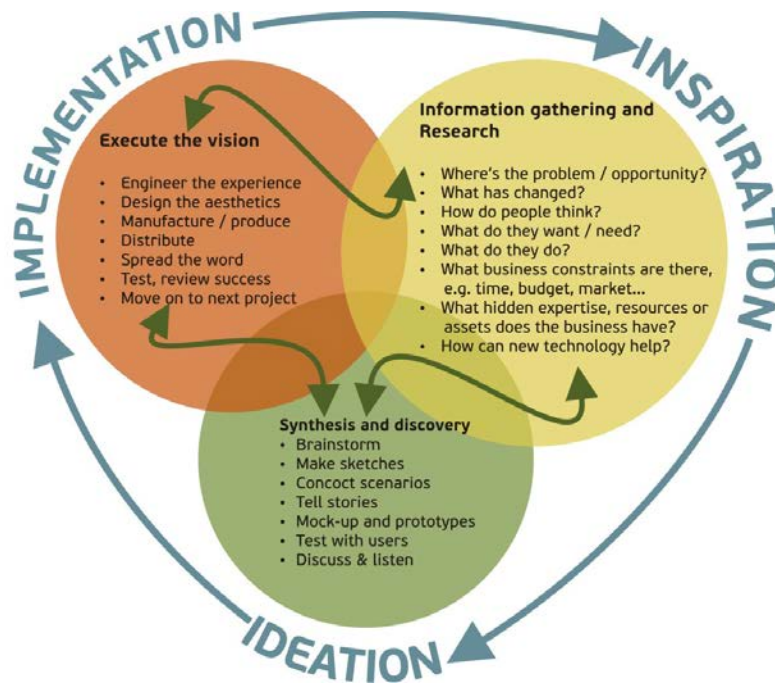 IMPLEMENTATION
INSPIRATION
IDEATION
Execute the vision
• Engineer the experience
• Design the aesthetics
• Manufacture / produce
• Distribute
• Spread the word
• Test, review success
• Move on to next project
Information gathering and
Research
• Where's the problem / opportunity?
• What has changed?
• How do people think?
• What do they want / need?
• What do they do?
• What business constraints are there,
e.g. time, budget, market...
• What hidden expertise, resources or
assets does the business have?
• How can new technology help?
Synthesis and discovery
• Brainstorm
• Make sketches
• Concoct scenarios
• Tell stories
• Mock-up and prototypes
• Test with users
• Discuss & listen